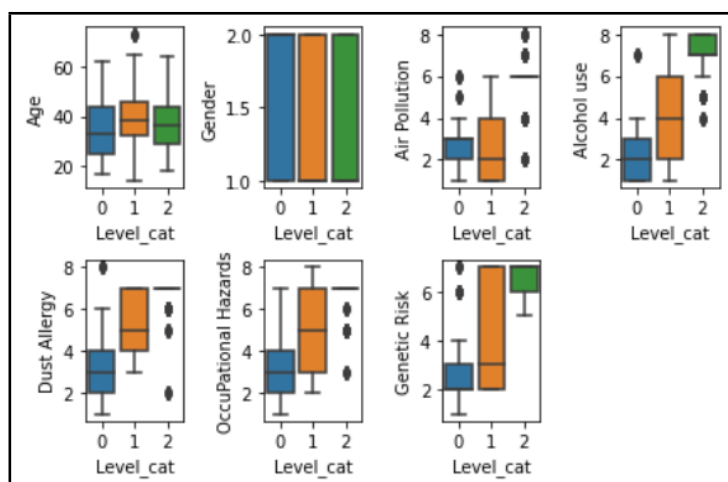 Age
60
40
20
0 1 2
Level_cat
Gender
2.0
1.5
1.0
0 1 2
Level_cat
Air Pollution
8
6
4
2
0 1 2
Level_cat
Alcohol use
8
6
4
2
0 1 2
Level_cat
Dust Allergy
8
6
4
2
0 1 2
Level_cat
OccuPational Hazards
8
6
4
2
0 1 2
Level_cat
Genetic Risk
6
4
2
0 1 2
Level_cat